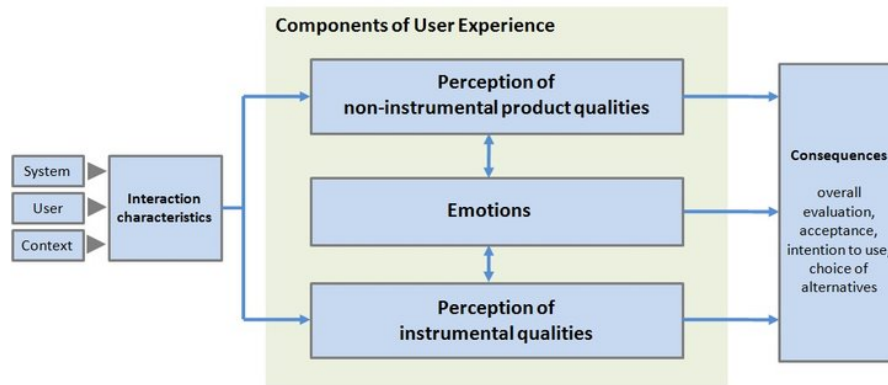 Components of User Experience
Perception of
non-instrumental product qualities
System
User
Context
Interaction
characteristics
Emotions
Perception of
instrumental qualities
Consequences
overall
evaluation,
acceptance,
intention to use,
choice of
alternatives